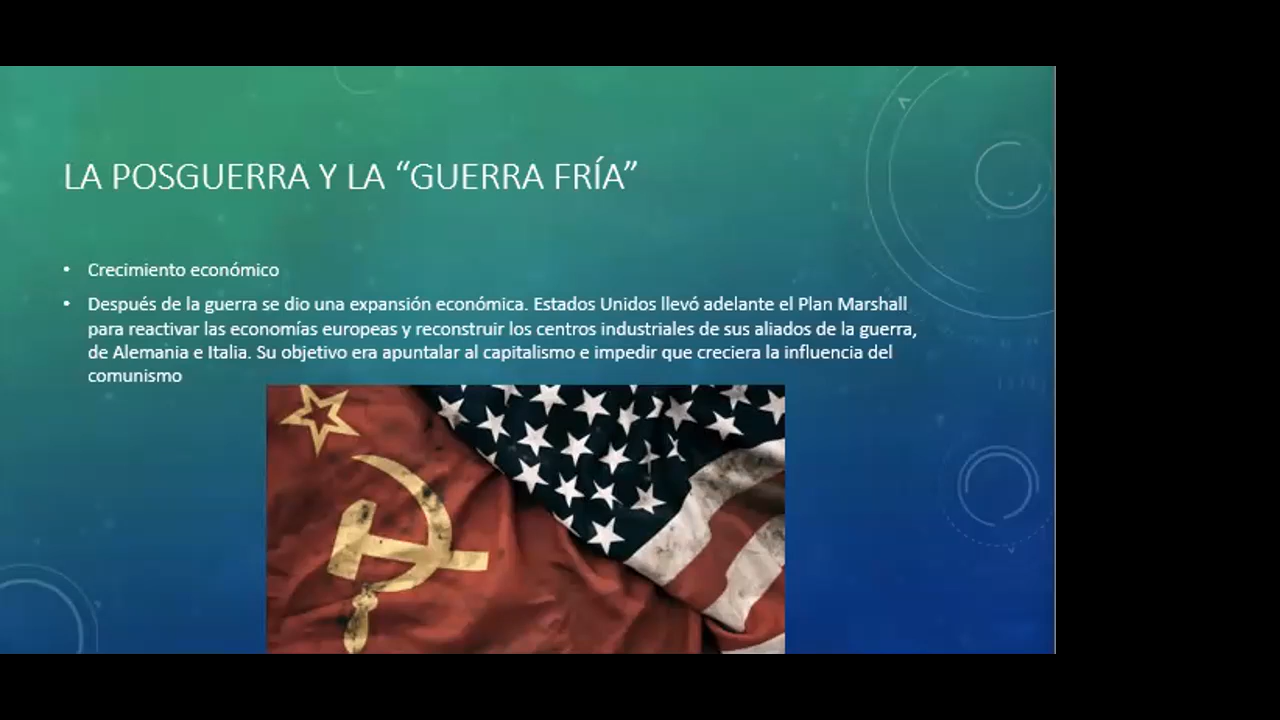 LA POSGUERRA Y LA “GUERRA FRÍA”
• Crecimiento económico
• Después de la guerra se dio una expansión económica. Estados Unidos llevó adelante el Plan Marshall
para reactivar las economías europeas y reconstruir los centros industriales de sus aliados de la guerra,
de Alemania e Italia. Su objetivo era apuntalar al capitalismo e impedir que creciera la influencia del
comunismo